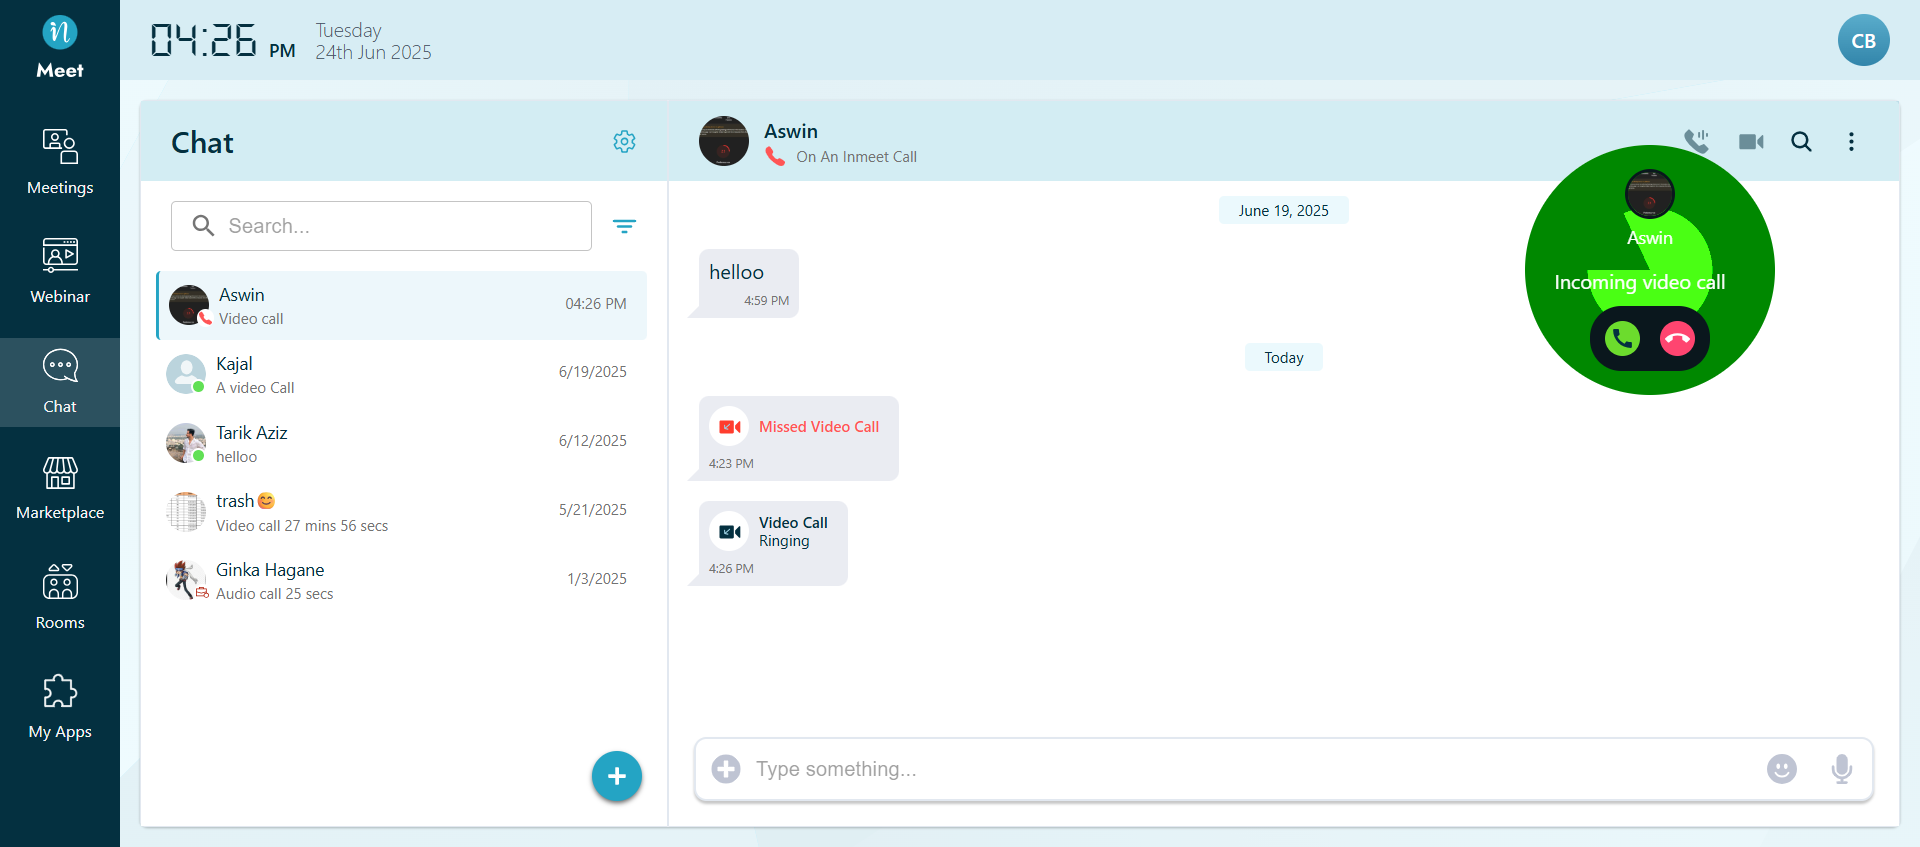 Meet
04:26 PM
Tuesday
24th Jun 2025
CB
Meetings
Webinar
Chat
Marketplace
Rooms
My Apps
Chat
Search...
Aswin
Video call
04:26 PM
Kajal
A video Call
6/19/2025
Tarik Aziz
helloo
6/12/2025
trash😊
Video call 27 mins 56 secs
5/21/2025
Ginka Hagane
Audio call 25 secs
1/3/2025
Aswin
On An Inmeet Call
June 19, 2025
helloo
4:59 PM
Today
Missed Video Call
4:23 PM
Video Call
Ringing
4:26 PM
Aswin
Incoming video call
Type something...